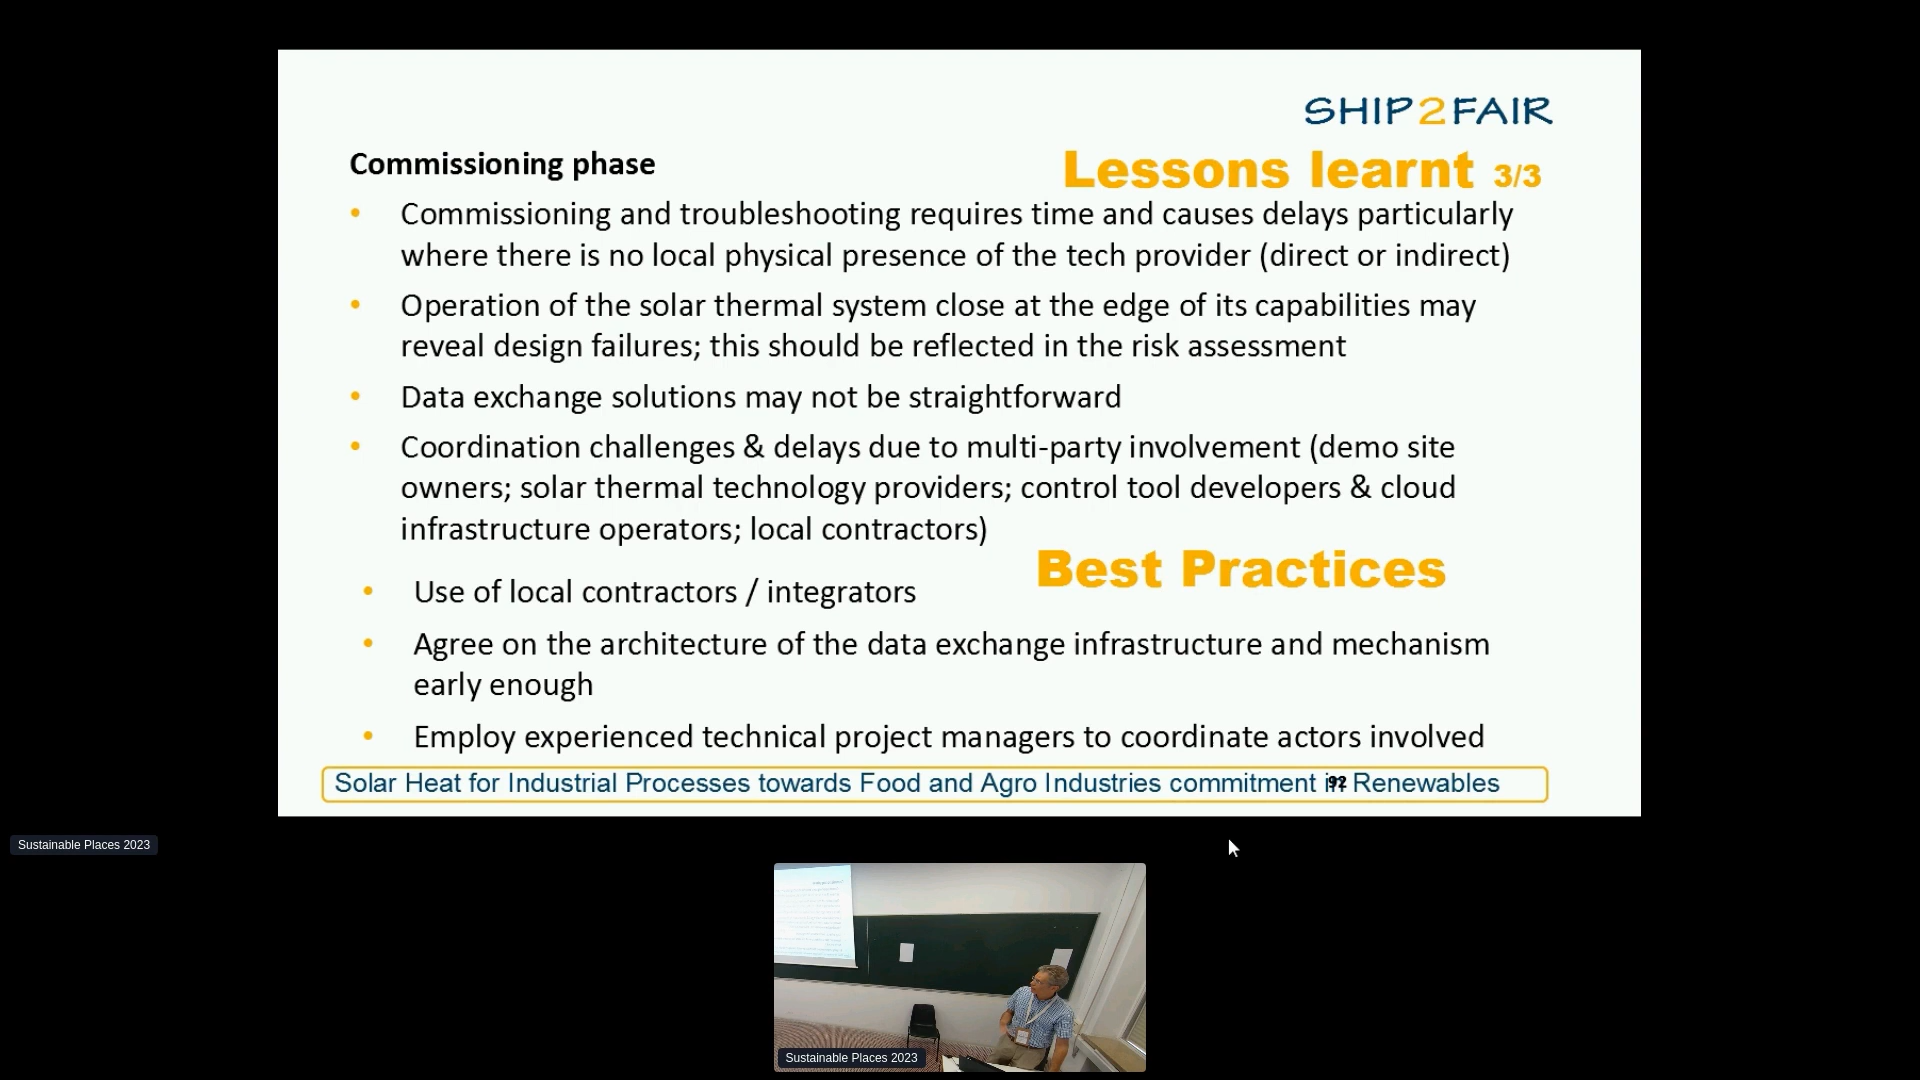 SHIP2FAIR
Commissioning phase
Lessons learnt 3/3
• Commissioning and troubleshooting requires time and causes delays particularly
where there is no local physical presence of the tech provider (direct or indirect)
• Operation of the solar thermal system close at the edge of its capabilities may
reveal design failures; this should be reflected in the risk assessment
• Data exchange solutions may not be straightforward
• Coordination challenges & delays due to multi-party involvement (demo site
owners; solar thermal technology providers; control tool developers & cloud
infrastructure operators; local contractors)
Best Practices
• Use of local contractors / integrators
• Agree on the architecture of the data exchange infrastructure and mechanism
early enough
• Employ experienced technical project managers to coordinate actors involved
Solar Heat for Industrial Processes towards Food and Agro Industries commitment in Renewables
Sustainable Places 2023
Sustainable Places 2023